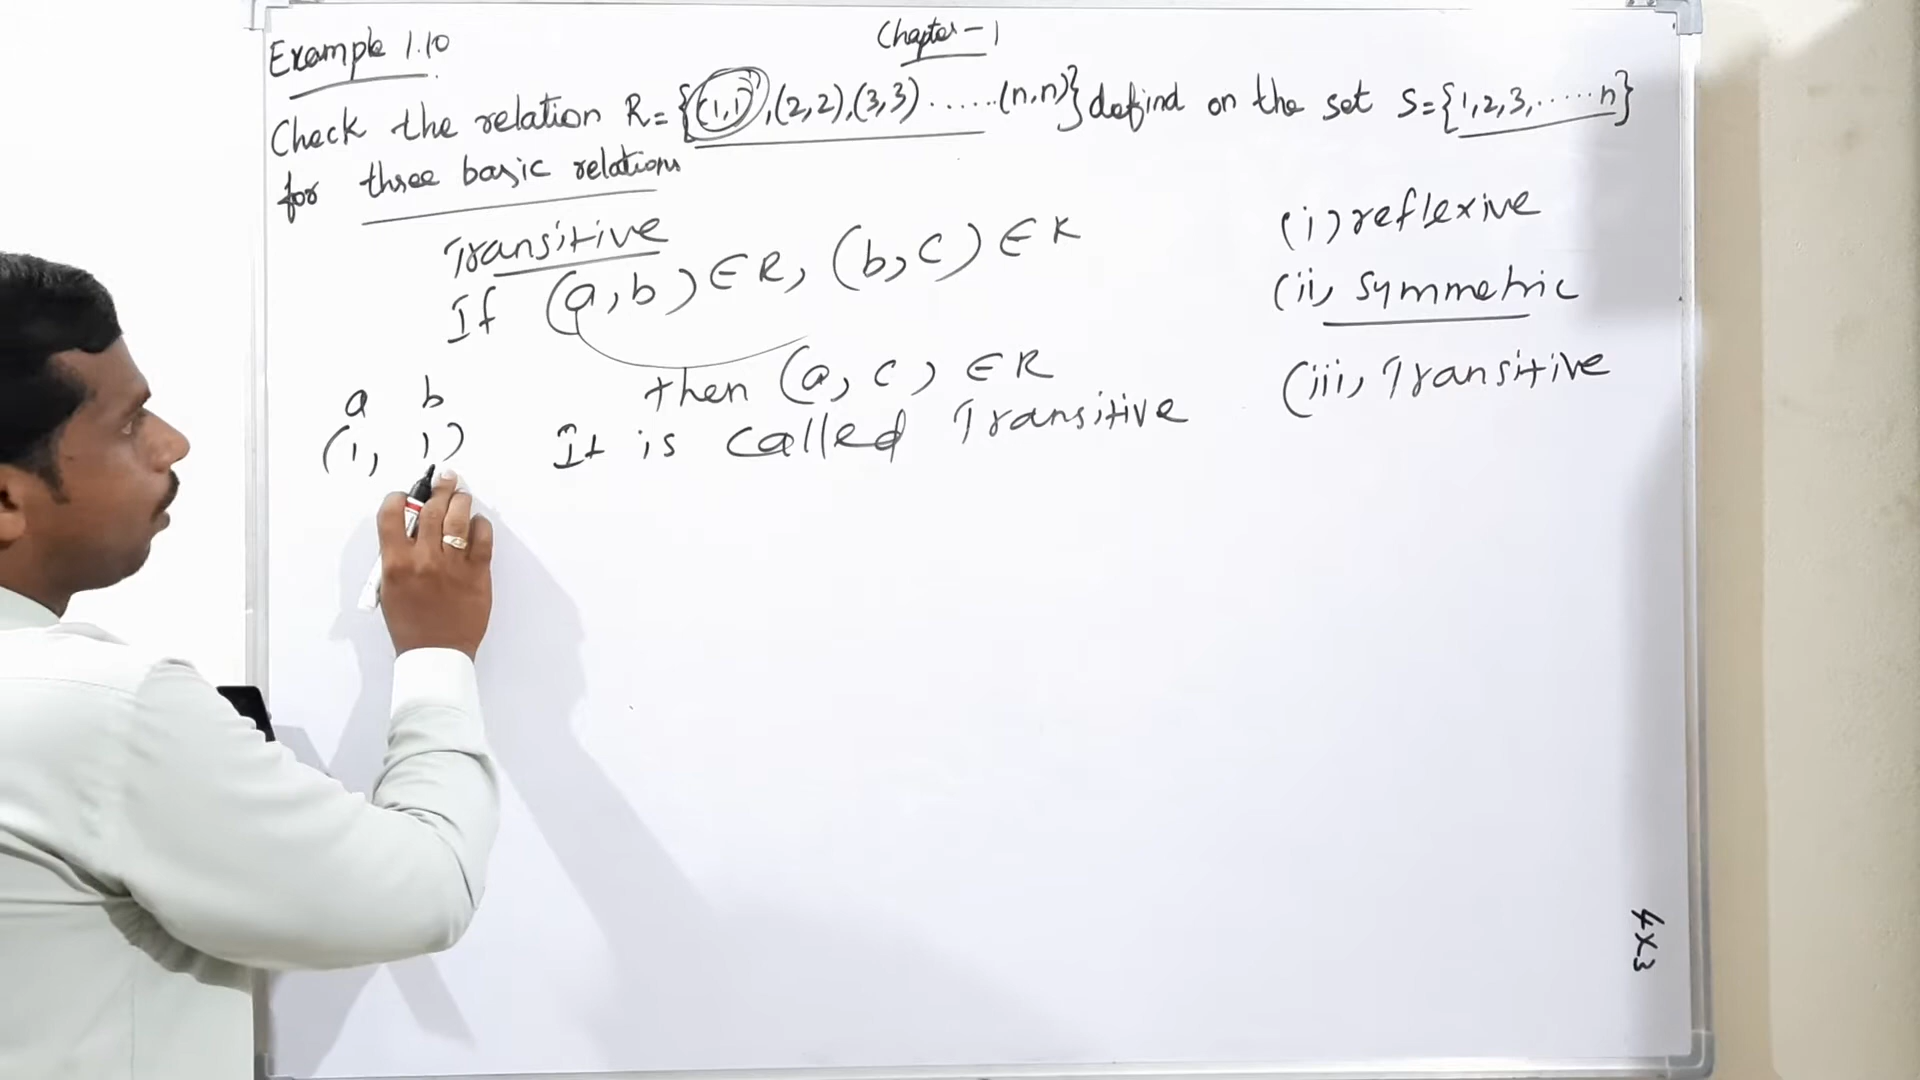 Chapter-1
Example 1.10
Check the relation R={(1,1),(2,2),(3,3)......(n,n)} defind on the set S={1,2,3,.....n}
for three basic relations
Transitive
If (a,b)∈R, (b,c)∈R
then (a,c)∈R
It is called Transitive
a b
(1, 1)
(i) reflexive
(ii, Symmetric
(iii, Transitive
4x3